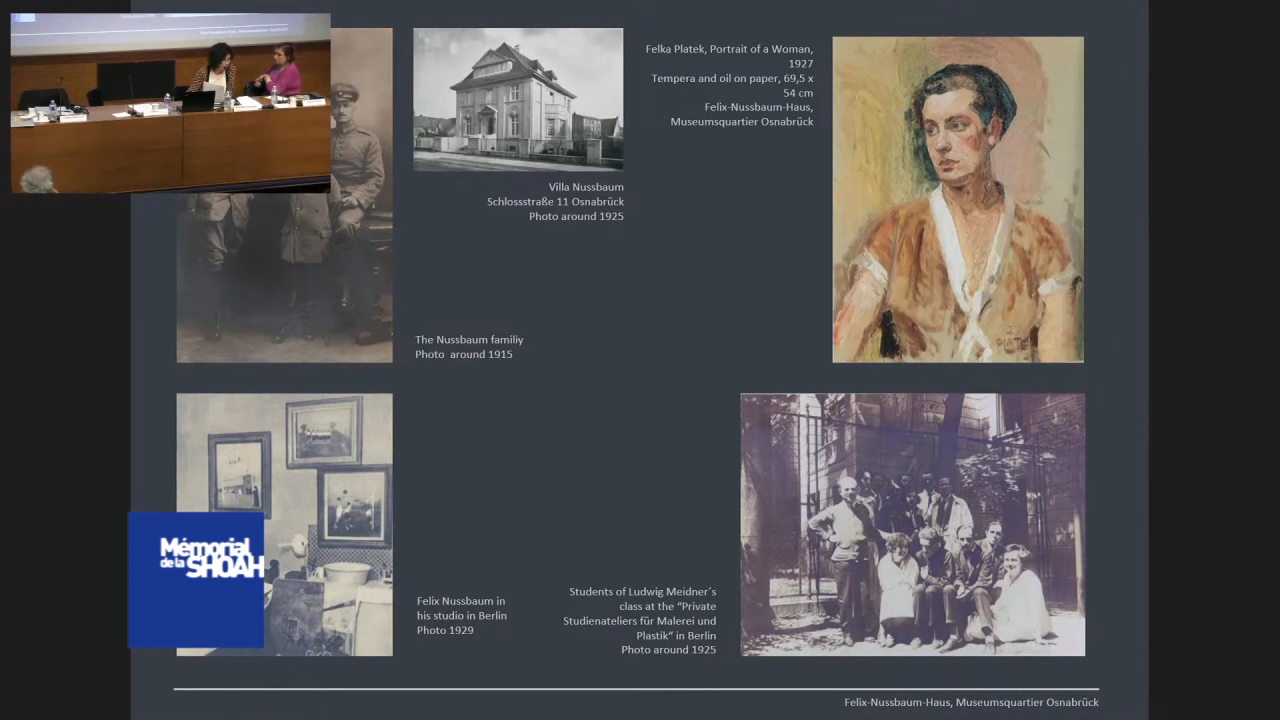 Felka Platek, Portrait of a Woman,
1927
Tempera and oil on paper, 69,5 x
54 cm
Felix-Nussbaum-Haus,
Museumsquartier Osnabrück
Villa Nussbaum
Schlossstraße 11 Osnabrück
Photo around 1925
The Nussbaum familiy
Photo around 1915
Mémorial
de la SHOAH
Felix Nussbaum in
his studio in Berlin
Photo 1929
Students of Ludwig Meidner´s
class at the “Private
Studienateliers für Malerei und
Plastik“ in Berlin
Photo around 1925
Felix-Nussbaum-Haus, Museumsquartier Osnabrück